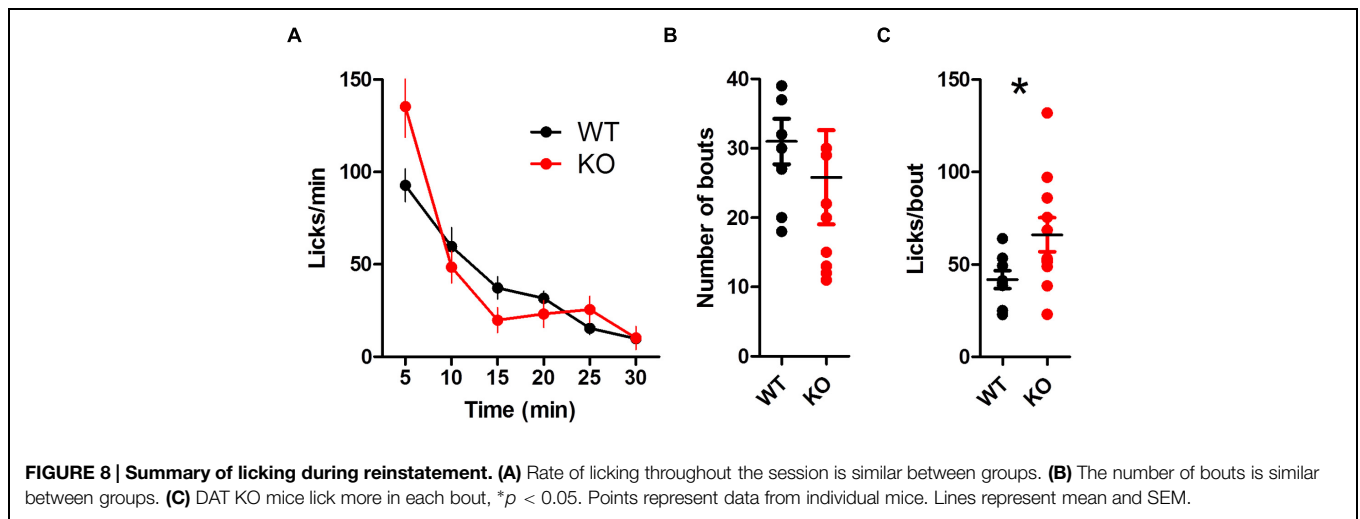 A
B
C
150
100
50
0
Licks/min
5 10 15 20 25 30
Time (min)
WT
KO
40
30
20
10
0
Number of bouts
WT
KO
150
100
50
0
Licks/bout
*
WT
KO
FIGURE 8 | Summary of licking during reinstatement. (A) Rate of licking throughout the session is similar between groups. (B) The number of bouts is similar
between groups. (C) DAT KO mice lick more in each bout, *p < 0.05. Points represent data from individual mice. Lines represent mean and SEM.